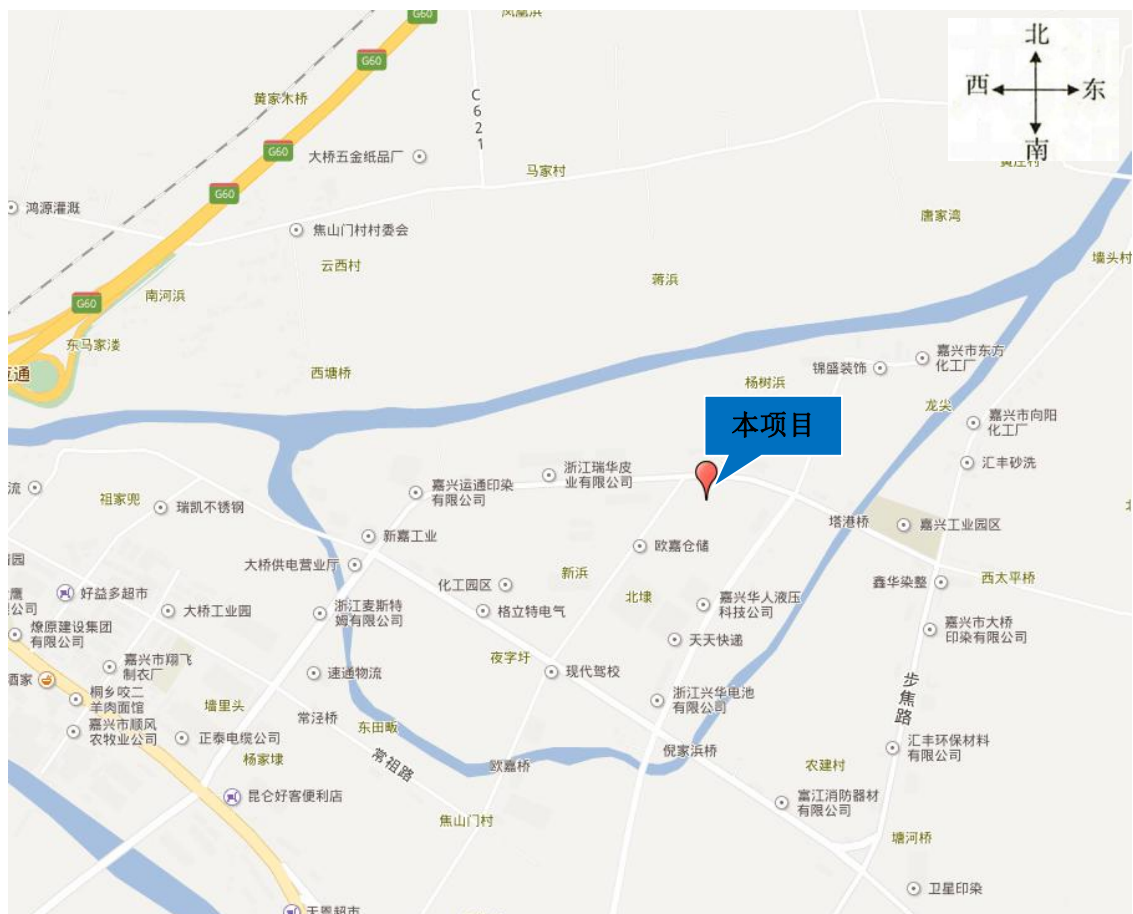 凤凰浜
G60
G60
北
西
东
南
黄家木桥
C621
G60
大桥五金纸品厂
马家村
G60
鸿源灌溉
唐家湾
焦山门村村委会
云西村
墙头村
蒋浜
南河浜
G60
东马家溇
嘉兴市东方
化工厂
锦盛装饰
西塘桥
杨树浜
龙尖
本项目
嘉兴市向阳
化工厂
汇丰砂洗
浙江瑞华皮
业有限公司
嘉兴运通印染
有限公司
流
祖家兜
瑞凯不锈钢
塔港桥
嘉兴工业园区
新嘉工业
欧嘉仓储
大桥供电营业厅
新浜
化工园区
鑫华染整
西太平桥
好益多超市
北埭
嘉兴华人液压
科技公司
大桥工业园
浙江麦斯特
姆有限公司
格立特电气
嘉兴市大桥
印染有限公司
燎原建设集团
有限公司
天天快递
夜字圩
嘉兴市翔飞
制衣厂
速通物流
现代驾校
酒家
步焦路
桐乡咬二
羊肉面馆
墙里头
浙江兴华电池
有限公司
常泾桥
东田畈
嘉兴市顺风
农牧业公司
正泰电缆公司
汇丰环保材料
有限公司
倪家浜桥
杨家埭
常祖路
欧嘉桥
农建村
昆仑好客便利店
富江消防器材
有限公司
焦山门村
塘河桥
卫星印染